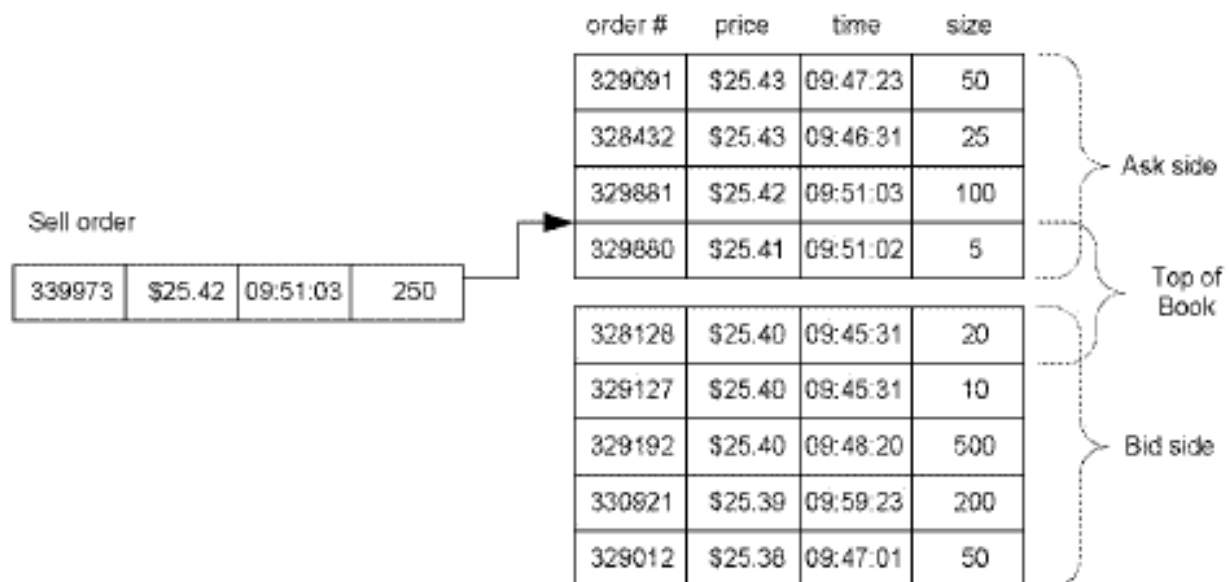 order # price time size
329091 $25.43 09:47:23 50
328432 $25.43 09:46:31 25
Ask side
329881 $25.42 09:51:03 100
Sell order
329880 $25.41 09:51:02 5
339973 $25.42 09:51:03 250
Top of
Book
328128 $25.40 09:45:31 20
329127 $25.40 09:45:31 10
329192 $25.40 09:48:20 500
Bid side
330821 $25.39 09:59:23 200
329012 $25.38 09:47:01 50